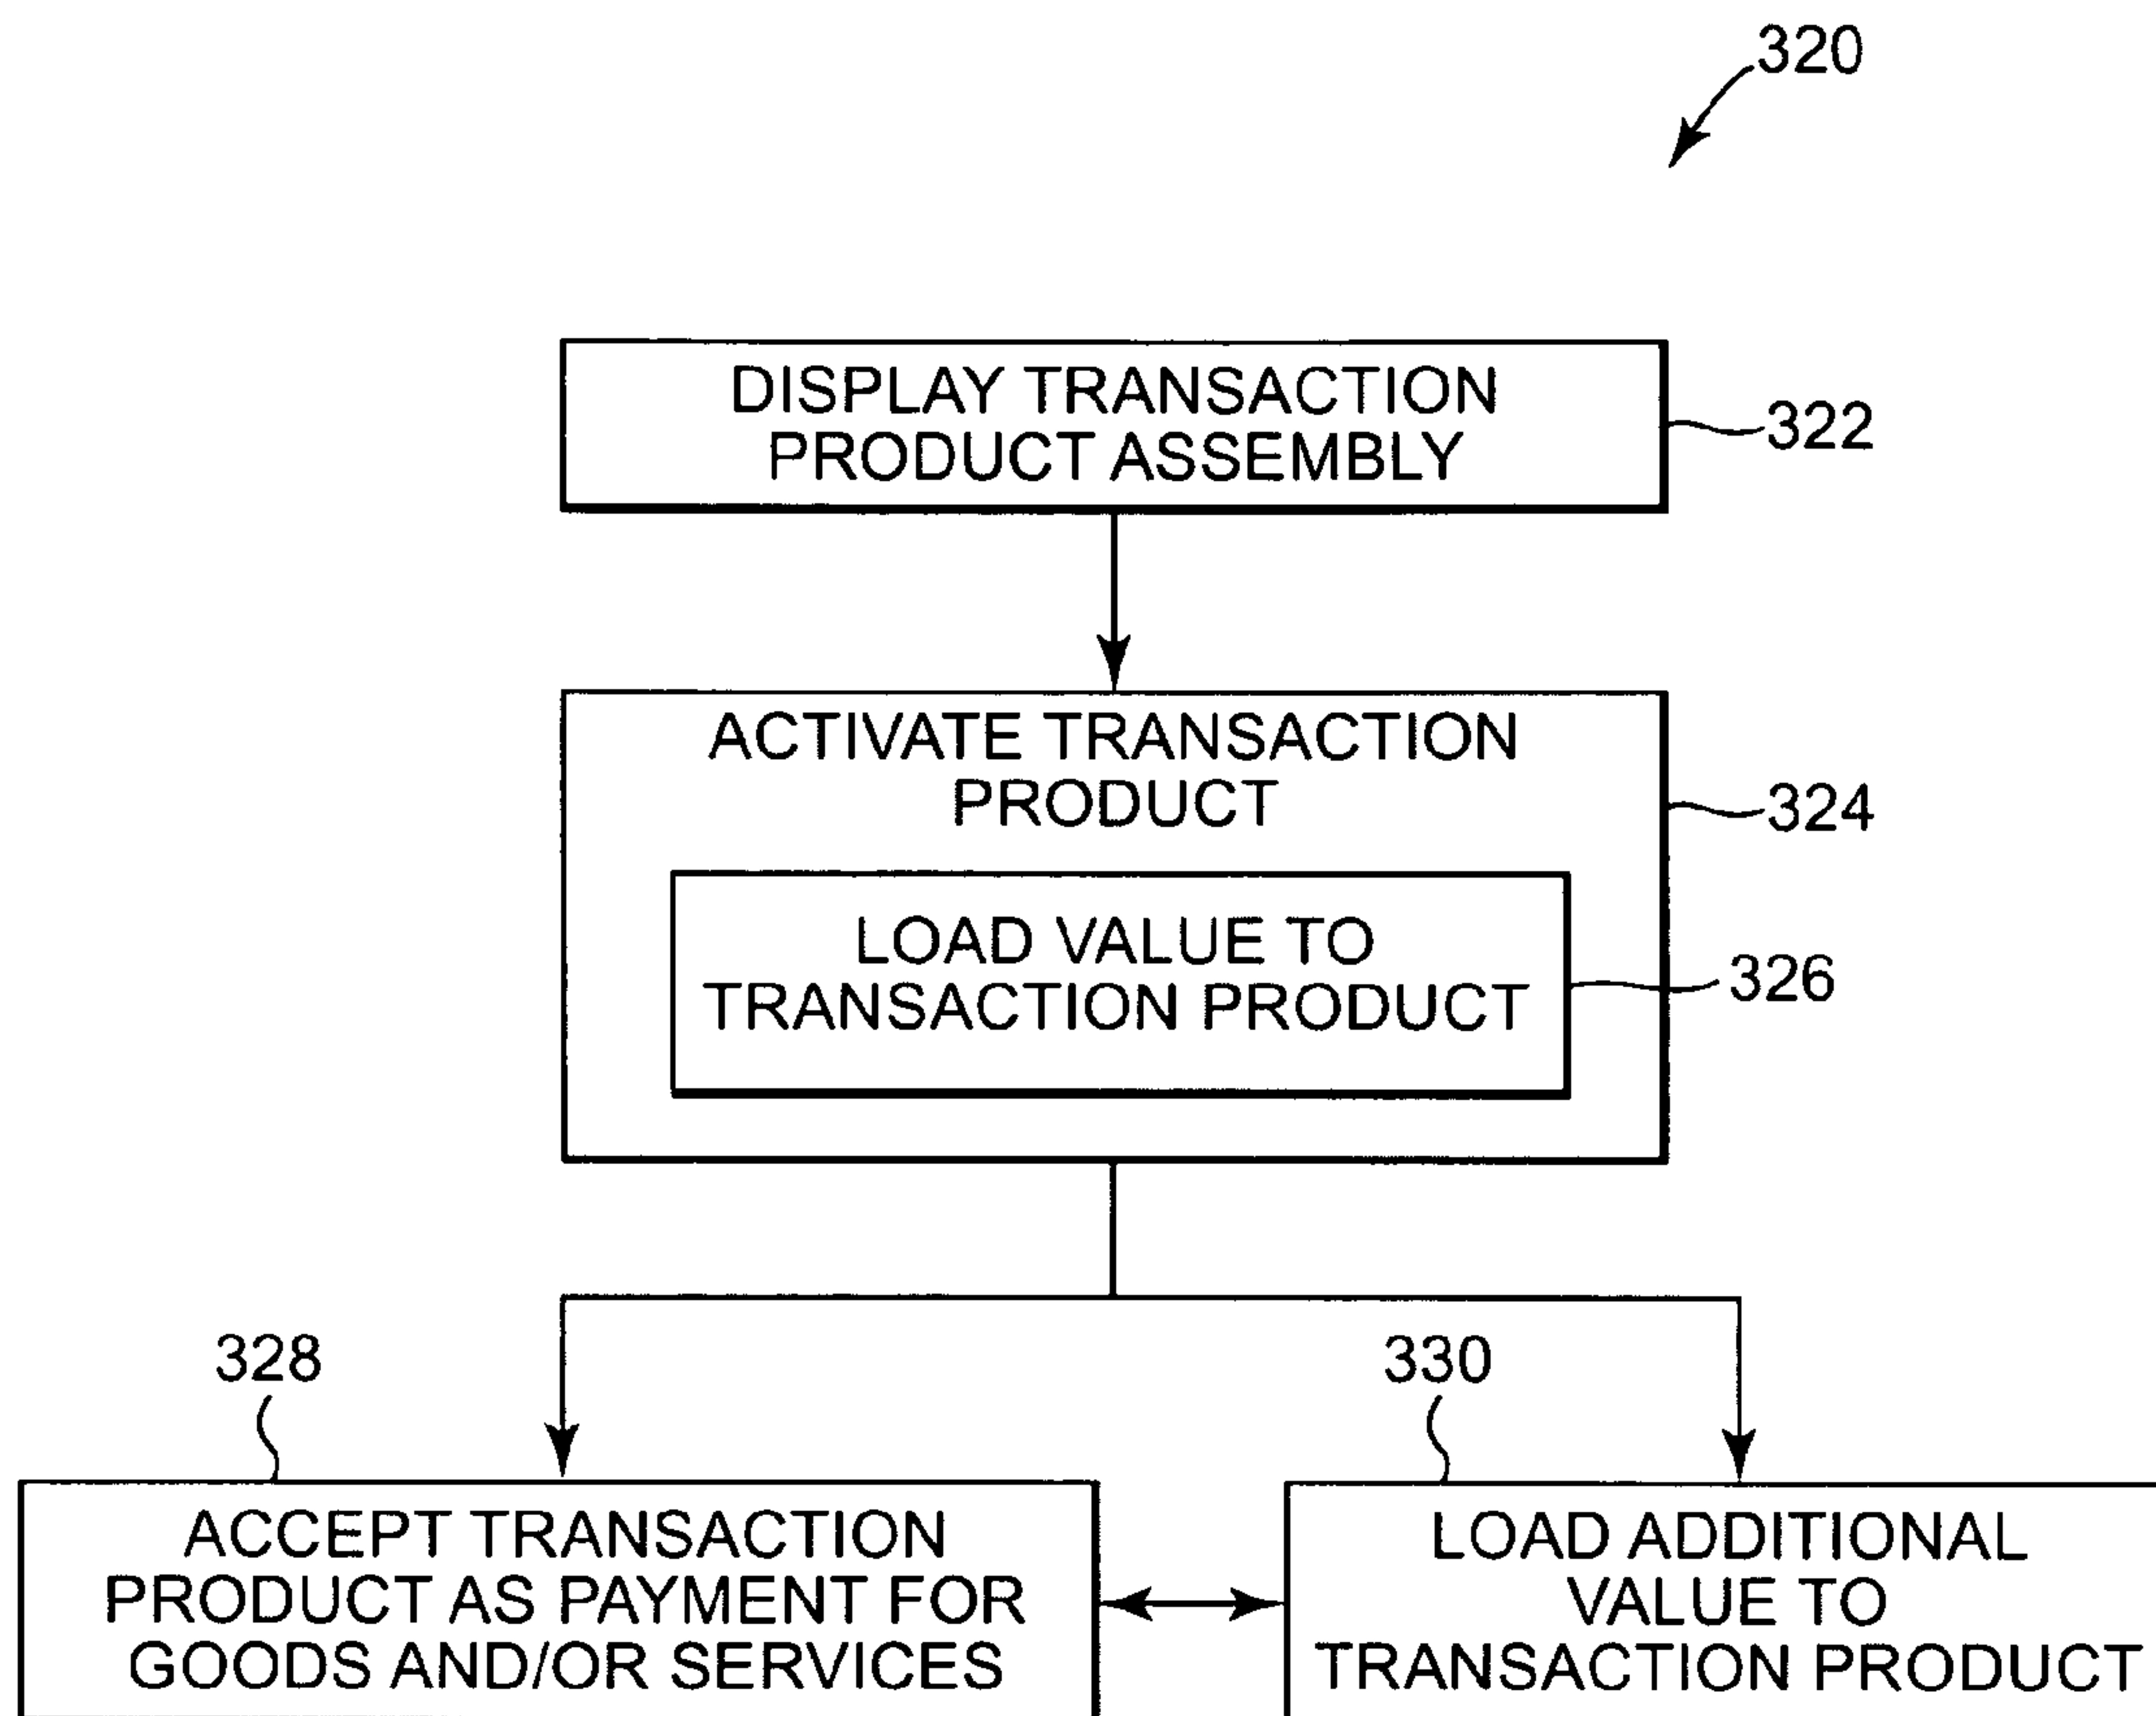 320
DISPLAY TRANSACTION
PRODUCT ASSEMBLY
322
ACTIVATE TRANSACTION
PRODUCT
324
LOAD VALUE TO
TRANSACTION PRODUCT
326
328
330
ACCEPT TRANSACTION
PRODUCT AS PAYMENT FOR
GOODS AND/OR SERVICES
LOAD ADDITIONAL
VALUE TO
TRANSACTION PRODUCT